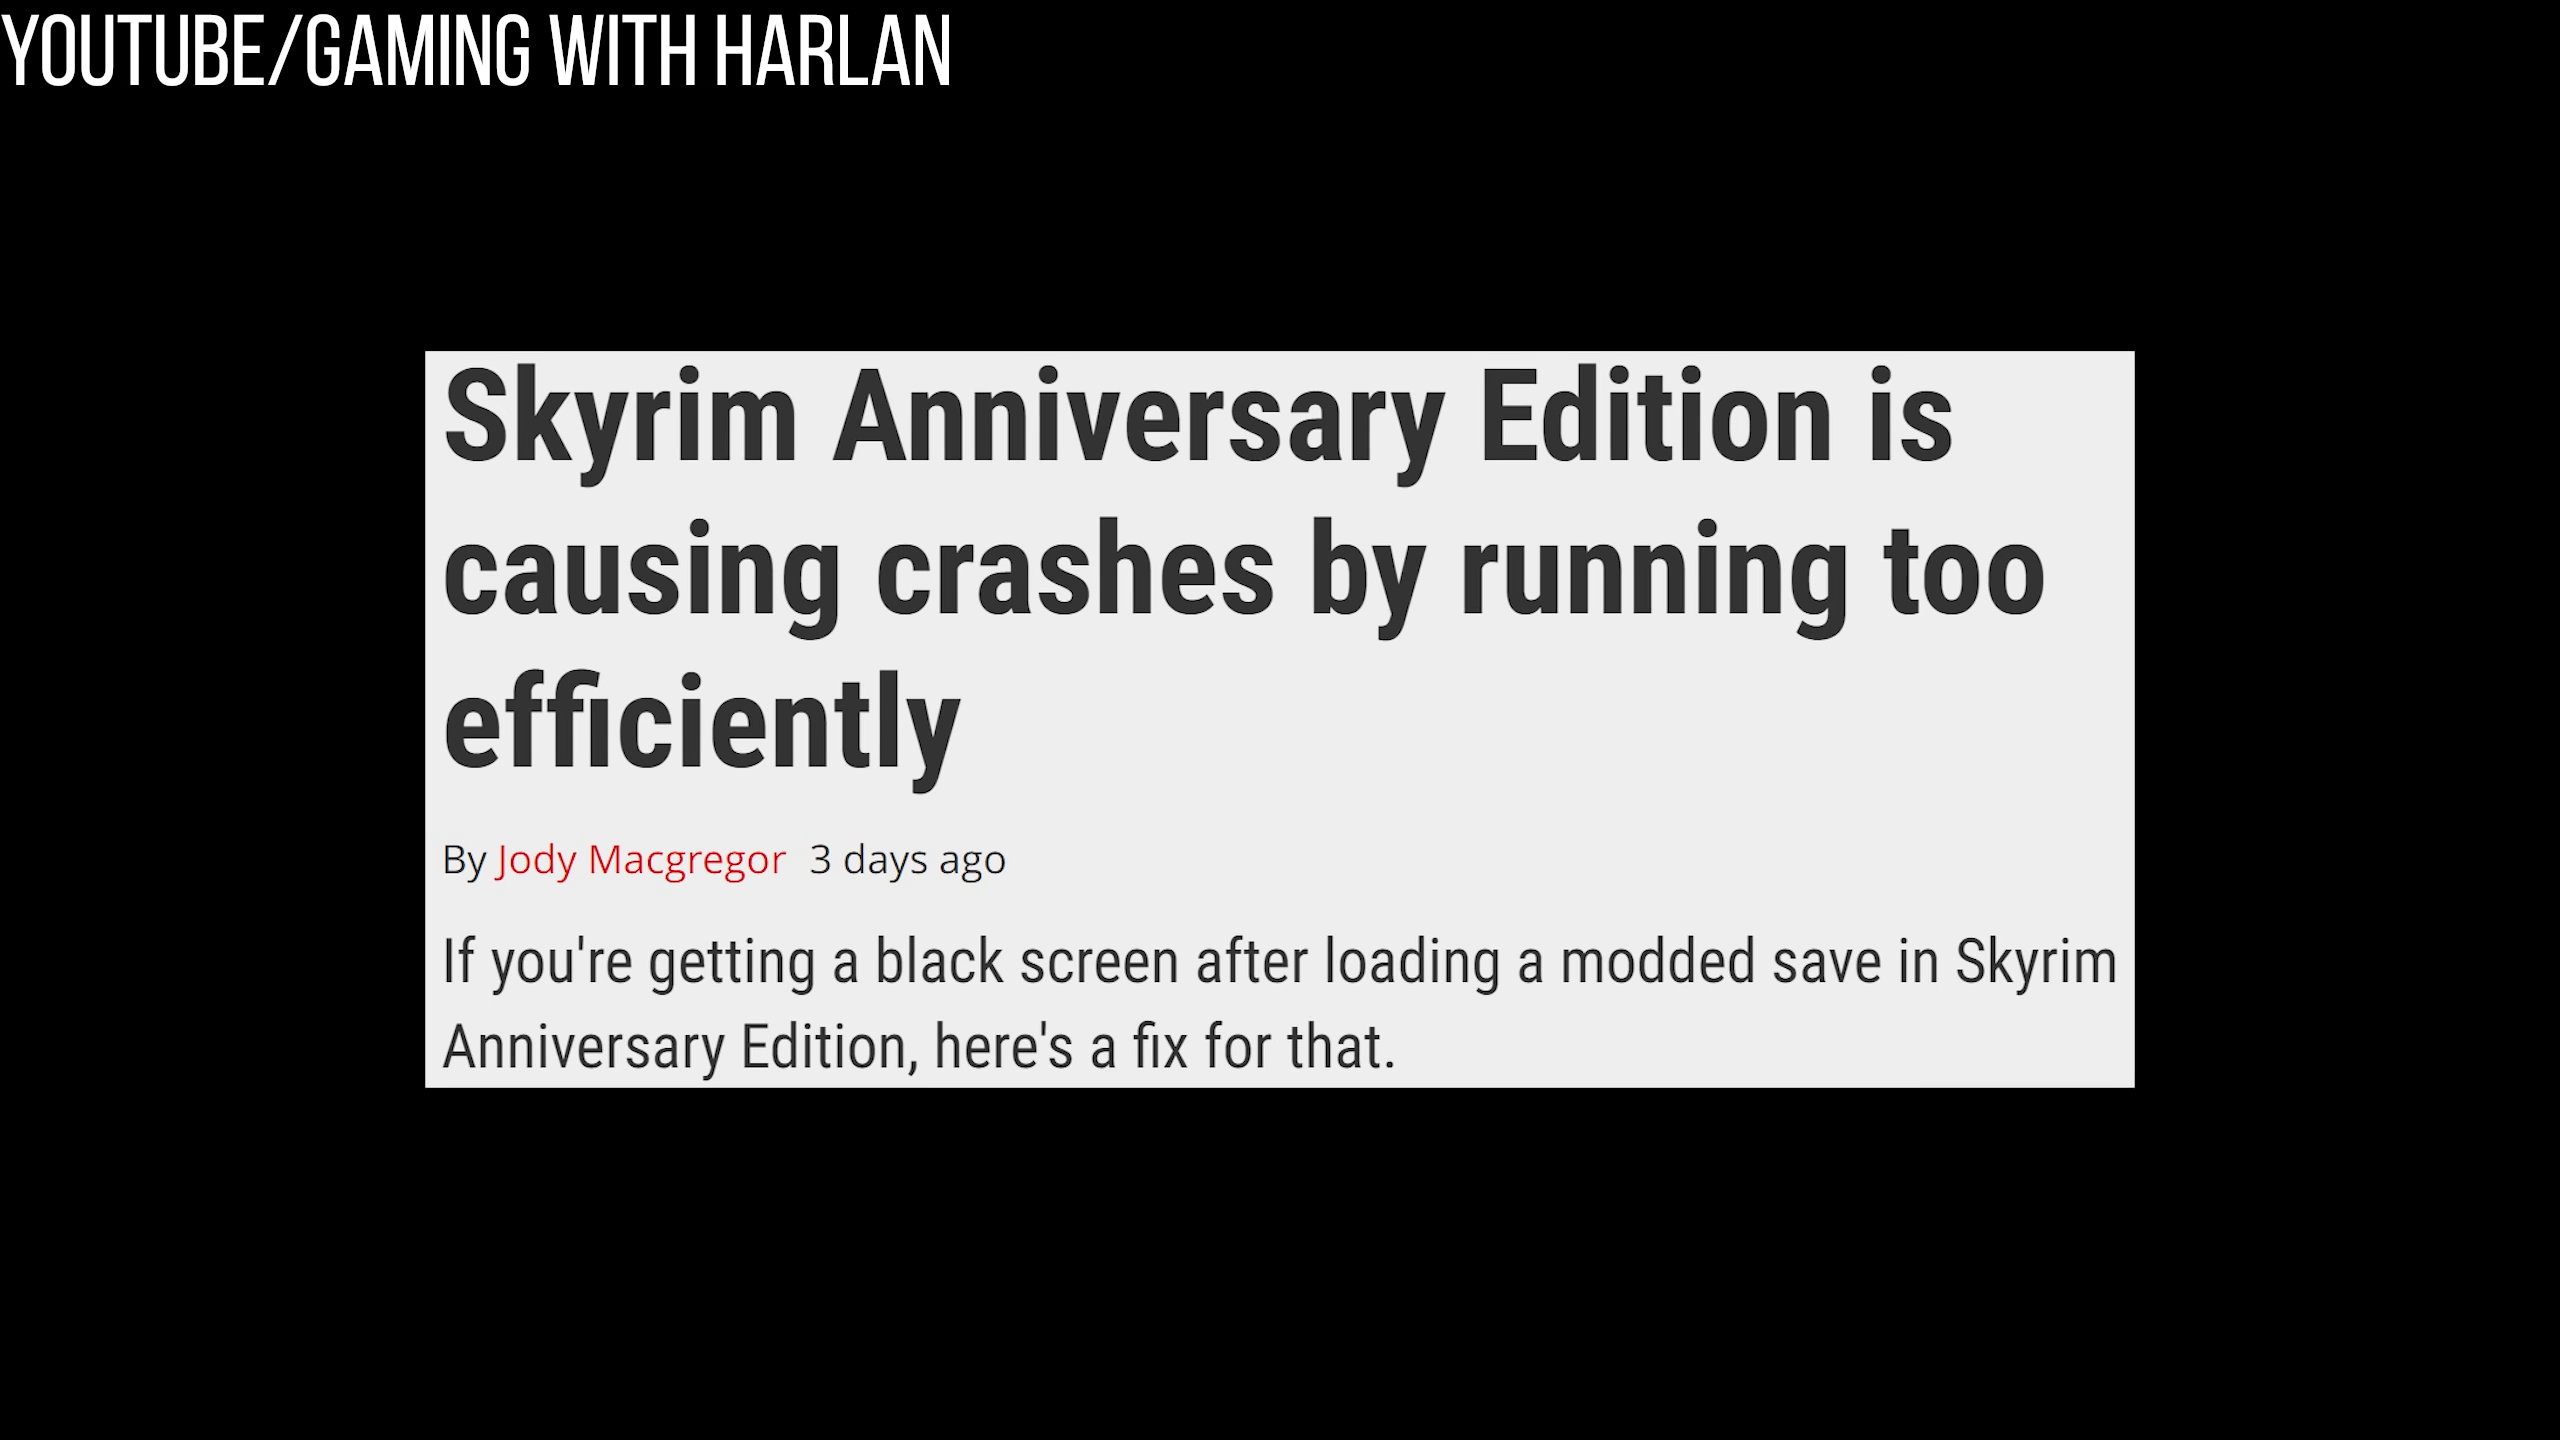 YOUTUBE/GAMING WITH HARLAN
Skyrim Anniversary Edition is
causing crashes by running too
efficiently
By Jody Macgregor 3 days ago
If you're getting a black screen after loading a modded save in Skyrim
Anniversary Edition, here's a fix for that.